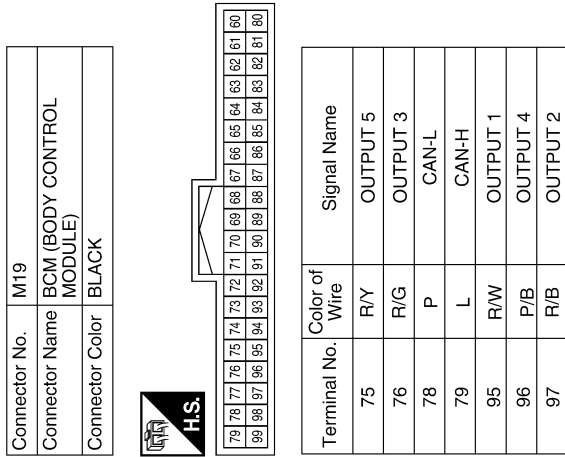 Connector No. M19
Connector Name BCM (BODY CONTROL
MODULE)
Connector Color BLACK
H.S.
79 78 77 76 75 74 73 72 71 70 69 68 67 66 65 64 63 62 61 60
99 98 97 96 95 94 93 92 91 90 89 88 87 86 85 84 83 82 81 80
Terminal No. Color of Wire Signal Name
75 R/Y OUTPUT 5
76 R/G OUTPUT 3
78 P CAN-L
79 L CAN-H
95 R/W OUTPUT 1
96 P/B OUTPUT 4
97 R/B OUTPUT 2